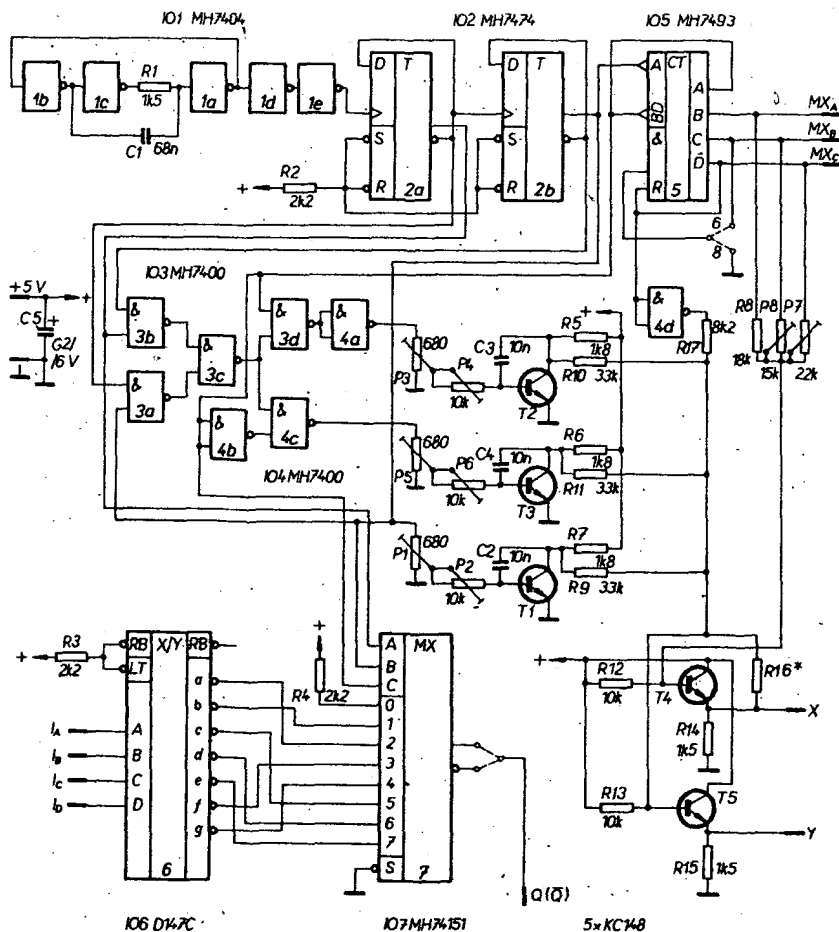 IO1 MH7404
IO2 MH7474
IO5 MH7493
1b
1c
R1
1k5
1a
1d
1e
C1
68n
D T
S
R 2a
D T
S
R 2b
A CT
BD
&
R 5
A
B
C
D
MXA
MXB
MXC
R2
2k2
+
6
8
IO3 MH7400
+5 V
+
C5
+
G2/
/6 V
⊥
&
3b
&
3a
&
3c
&
3d
&
4a
&
4b
&
4c
IO4 MH7400
&
4d
R17
8k2
R8
18k
P8
15k
P7
22k
680
P3
P4
10k
C3
10n
T2
+
R5
1k8
R10
33k
680
P5
P6
10k
C4
10n
T3
R6
1k8
R11
33k
680
P1
P2
10k
C2
10n
T1
R7
1k8
R9
33k
R3
+
2k2
RB X/Y RB
LT
a
b
c
d
e
f
g
IA
IB
IC
ID
A
B
C
D
6
+
R4
2k2
A MX
B
C
0
1
2
3
4
5
6
7
S 7
Q(Q̄)
+
R12
10k
T4
R16*
X
R14
1k5
R13
10k
T5
Y
R15
1k5
IO6 D147C
IO7 MH74151
5×KC148